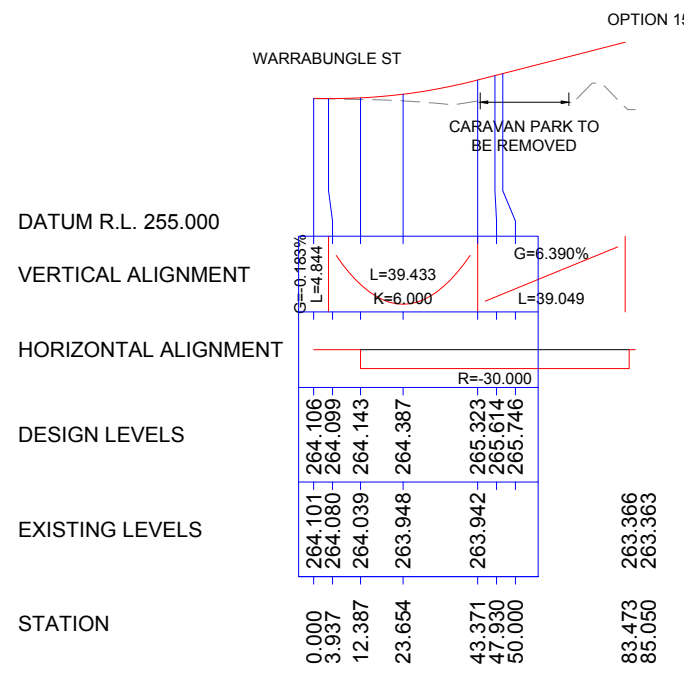 OPTION 15
WARRABUNGLE ST
CARAVAN PARK TO
BE REMOVED
DATUM R.L. 255.000
VERTICAL ALIGNMENT
G=-0.183%
L=4.844
L=39.433
K=6.000
G=6.390%
L=39.049
HORIZONTAL ALIGNMENT
R=-30.000
DESIGN LEVELS
264.106
264.099
264.143
264.387
265.323
265.614
265.746
EXISTING LEVELS
264.101
264.080
264.039
263.948
263.942
263.366
263.363
STATION
0.000
3.937
12.387
23.654
43.371
47.930
50.000
83.473
85.050